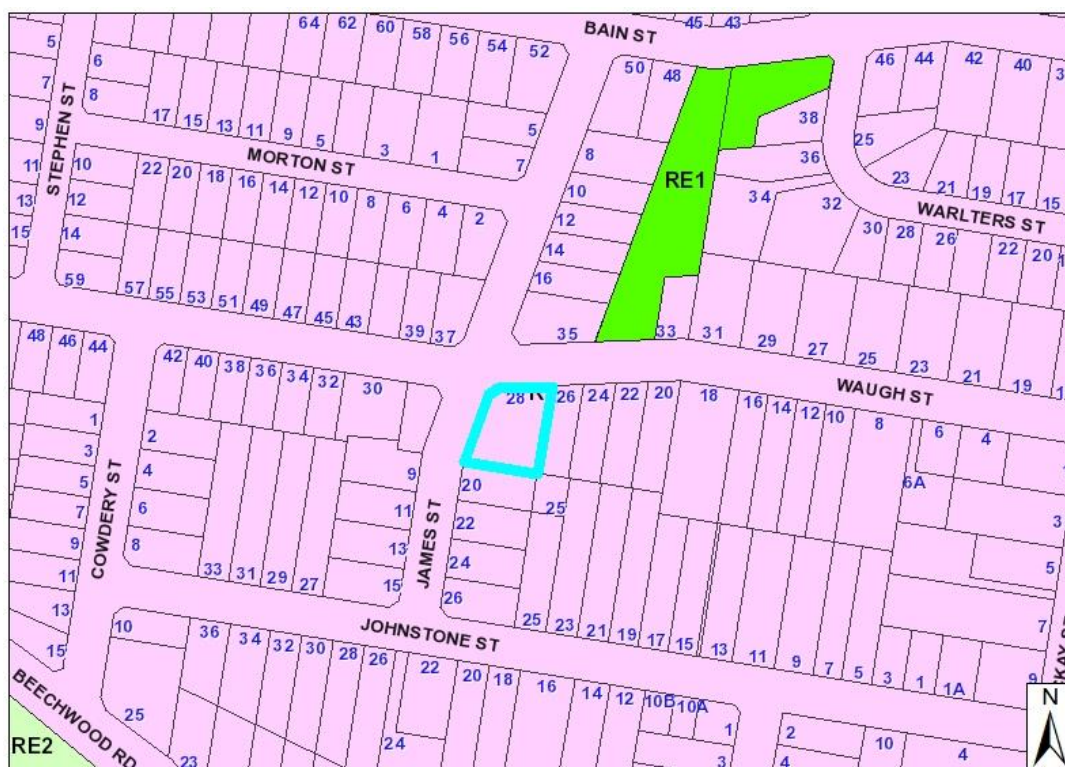 45 43
BAIN ST
64 62 60 58 56 54 52
50 48
46 44 42 40
5 6 7 8 9
STEPHEN ST
17 15 13 11 9 5 3 1 5 7
MORTON ST
8 RE1 38 36 25
11 10 22 20 18 16 14 12 10 8 6 4 2
10 34 32 23 21 19 17 15
WARLTERS ST
13 12 12 30 28 26 22 20
15 14 14 16
59 57 55 53 51 49 47 45 43 39 37
35 33 31 29 27 25 23 21 19
WAUGH ST
48 46 44 42 40 38 36 34 32 30
28 26 24 22 20 18 16 14 12 10 8 6 4
1 2 3 4 5 6 7 8 9 11 13 15
COWDERY ST
9 11 13 15
JAMES ST
20 22 24 26 25
6A 3 5 7 9
33 31 29 27
JOHNSTONE ST
25 23 21 19 17 15 13 11 9 7 5 3 1 1A
10 36 34 32 30 28 26 22 20 18 16 14 12 10B 10A
BEECHWOOD RD
25 23 24 1 3 2 4 10 4
RE2
N